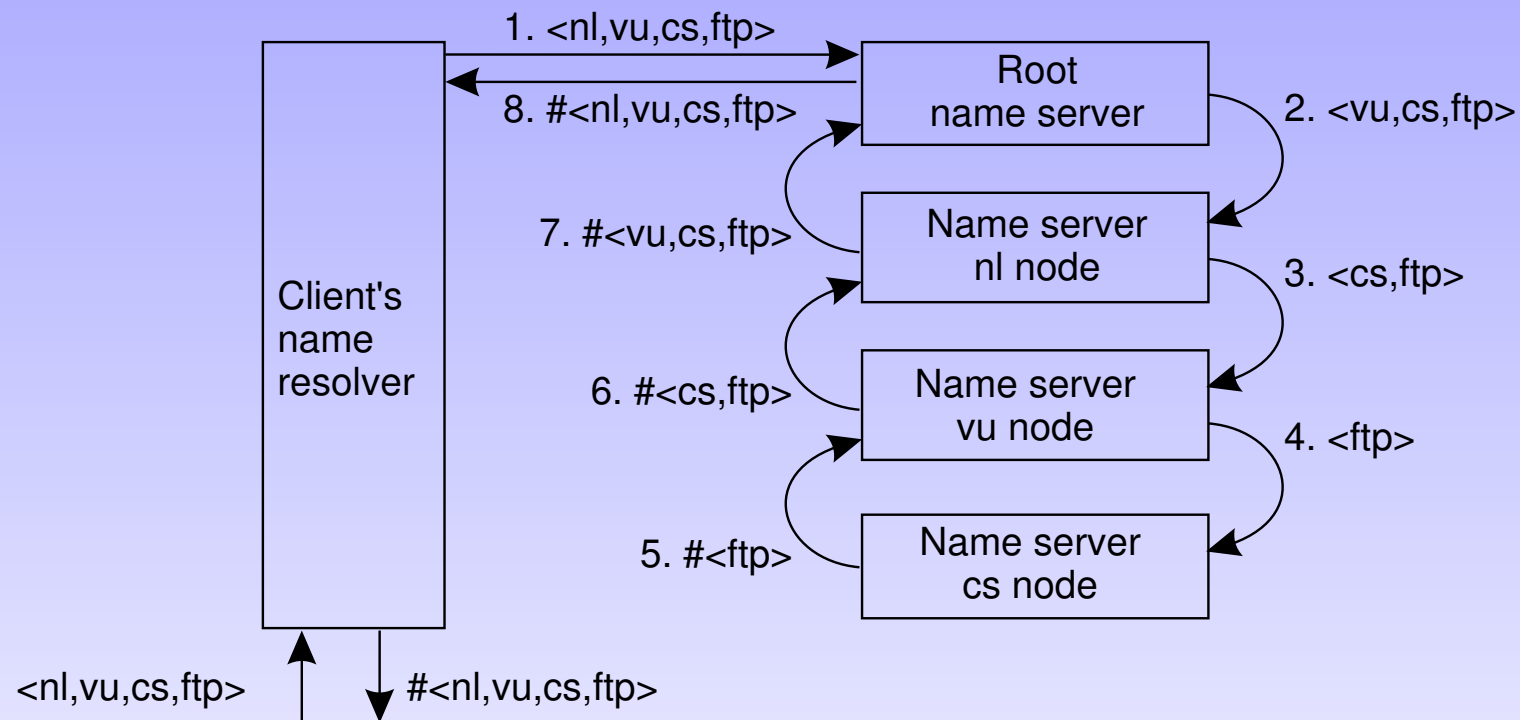 1. <nl,vu,cs,ftp>
Root
name server
8. #<nl,vu,cs,ftp>
2. <vu,cs,ftp>
Name server
nl node
7. #<vu,cs,ftp>
3. <cs,ftp>
Client's
name
resolver
Name server
vu node
6. #<cs,ftp>
4. <ftp>
Name server
cs node
5. #<ftp>
<nl,vu,cs,ftp>
#<nl,vu,cs,ftp>